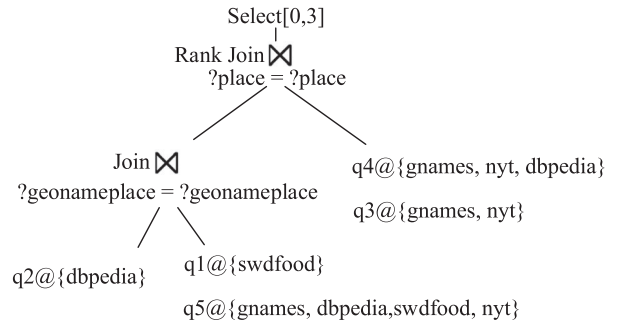 Select[0,3]
Rank Join
?place = ?place
Join
?geonameplace = ?geonameplace
q4@{gnames, nyt, dbpedia}
q3@{gnames, nyt}
q2@{dbpedia}
q1@{swdfood}
q5@{gnames, dbpedia,swdfood, nyt}